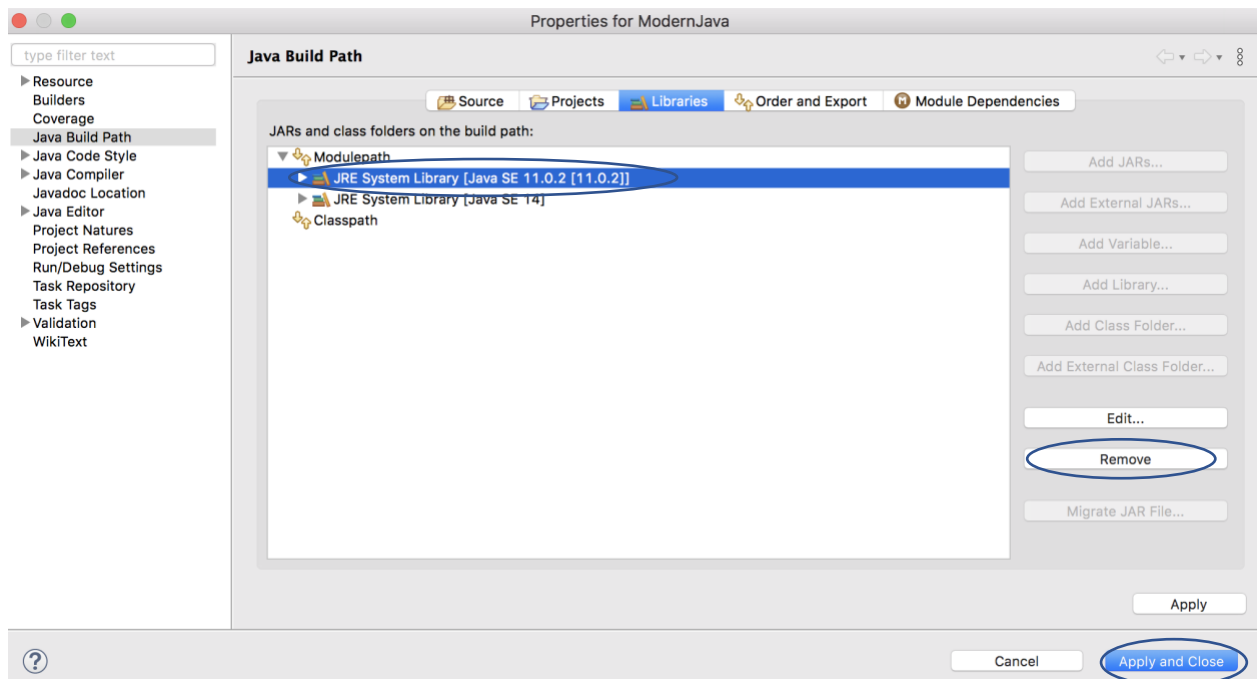 Properties for ModernJava
type filter text
Resource
Builders
Coverage
Java Build Path
Java Code Style
Java Compiler
Javadoc Location
Java Editor
Project Natures
Project References
Run/Debug Settings
Task Repository
Task Tags
Validation
WikiText
Java Build Path
Source Projects Libraries Order and Export Module Dependencies
JARs and class folders on the build path:
Modulepath
JRE System Library [Java SE 11.0.2 [11.0.2]]
JRE System Library [Java SE 14]
Classpath
Add JARs...
Add External JARs...
Add Variable...
Add Library...
Add Class Folder...
Add External Class Folder...
Edit...
Remove
Migrate JAR File...
Apply
?
Cancel
Apply and Close